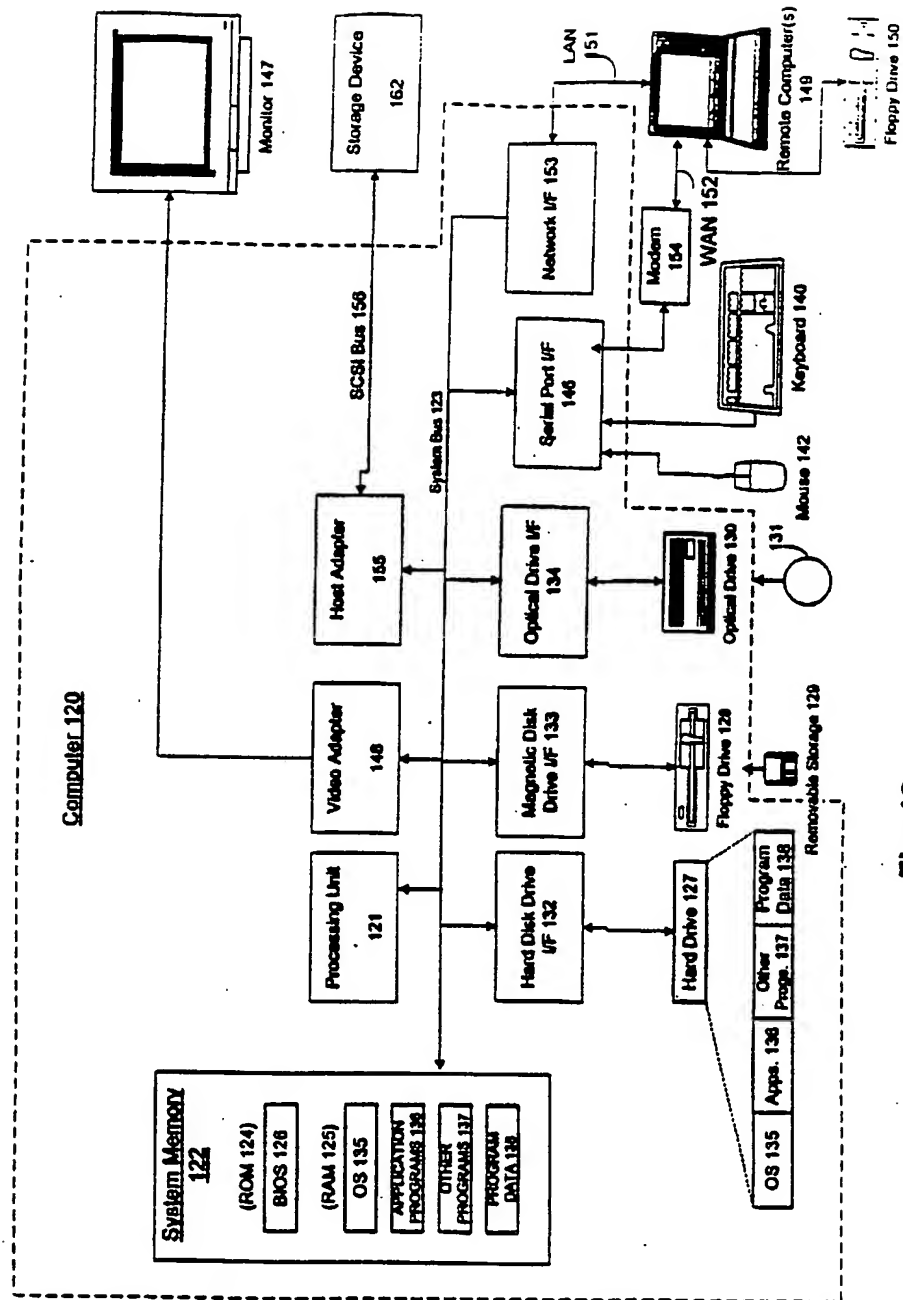 Computer 120
Monitor 147
System Memory
122
(ROM 124)
BIOS 126
(RAM 125)
OS 135
APPLICATION
PROGRAMS 136
OTHER
PROGRAMS 137
PROGRAM
DATA 138
Processing Unit
121
Video Adapter
148
Host Adapter
155
SCSI Bus 156
Storage Device
162
System Bus 123
Hard Disk Drive
I/F 132
Magnetic Disk
Drive I/F 133
Optical Drive I/F
134
Serial Port I/F
146
Network I/F 153
LAN
151
Modem
154
WAN 152
Remote Computer(s)
149
Floppy Drive 150
Hard Drive 127
Floppy Drive 128
Optical Drive 130
131
Mouse 142
Keyboard 140
Removable Storage 129
OS 135
Apps. 136
Other
Progs. 137
Program
Data 138